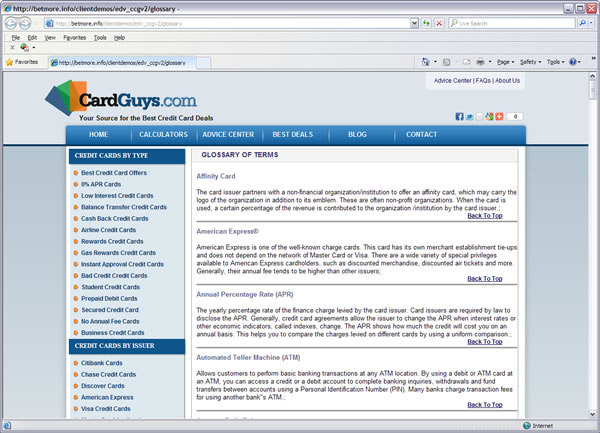 http://betmore.info/clientdemos/edv_ccgv2/glossary -
http://betmore.info/clientdemos/edv_ccgv2/glossary
Live Search
File Edit View Favorites Tools Help
Favorites
http://betmore.info/clientdemos/edv_ccgv2/glossary
Page Safety Tools
Advice Center | FAQs | About Us
CardGuys.com
Your Source for the Best Credit Card Deals
0
HOME CALCULATORS ADVICE CENTER BEST DEALS BLOG CONTACT
CREDIT CARDS BY TYPE
Best Credit Card Offers
0% APR Cards
Low Interest Credit Cards
Balance Transfer Credit Cards
Cash Back Credit Cards
Airline Credit Cards
Rewards Credit Cards
Gas Rewards Credit Cards
Instant Approval Credit Cards
Bad Credit Credit Cards
Student Credit Cards
Prepaid Debit Cards
Secured Credit Card
No Annual Fee Cards
Business Credit Cards
CREDIT CARDS BY ISSUER
Citibank Cards
Chase Credit Cards
Discover Cards
American Express
Visa Credit Cards
GLOSSARY OF TERMS
Affinity Card
The card issuer partners with a non-financial organization/institution to offer an affinity card, which may carry the
logo of the organization in addition to its emblem. These are often non-profit organizations. When the card is
used, a certain percentage of the revenue is contributed to the organization /institution by the card issuer.;
Back To Top
American Express®
American Express is one of the well-known charge cards. This card has its own merchant establishment tie-ups
and does not depend on the network of Master Card or Visa. There are a wide variety of special privileges
available to American Express cardholders, such as discounted merchandise, discounted air tickets and more.
Generally, their annual fee tends to be higher than other issuers;
Back To Top
Annual Percentage Rate (APR)
The yearly percentage rate of the finance charge levied by the card issuer. Card issuers are required by law to
disclose the APR. Generally, credit card agreements allow the issuer to change the APR when interest rates or
other economic indicators, called indexes, change. The APR shows how much the credit will cost you on an
annual basis. This helps you to compare the charges levied on different cards by using a uniform comparison.;
Back To Top
Automated Teller Machine (ATM)
Allows customers to perform basic banking transactions at any ATM location. By using a debit or ATM card at
an ATM, you can access a credit or a debit account to complete banking inquiries, withdrawals and fund
transfers between accounts using a Personal Identification Number (PIN). Many banks charge transaction fees
for using another bank"s ATM.;
Back To Top
Internet